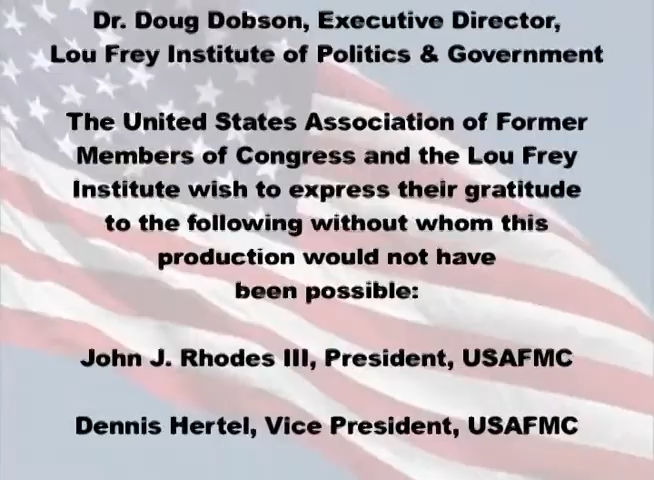 Dr. Doug Dobson, Executive Director,
Lou Frey Institute of Politics & Government
The United States Association of Former
Members of Congress and the Lou Frey
Institute wish to express their gratitude
to the following without whom this
production would not have
been possible:
John J. Rhodes III, President, USAFMC
Dennis Hertel, Vice President, USAFMC